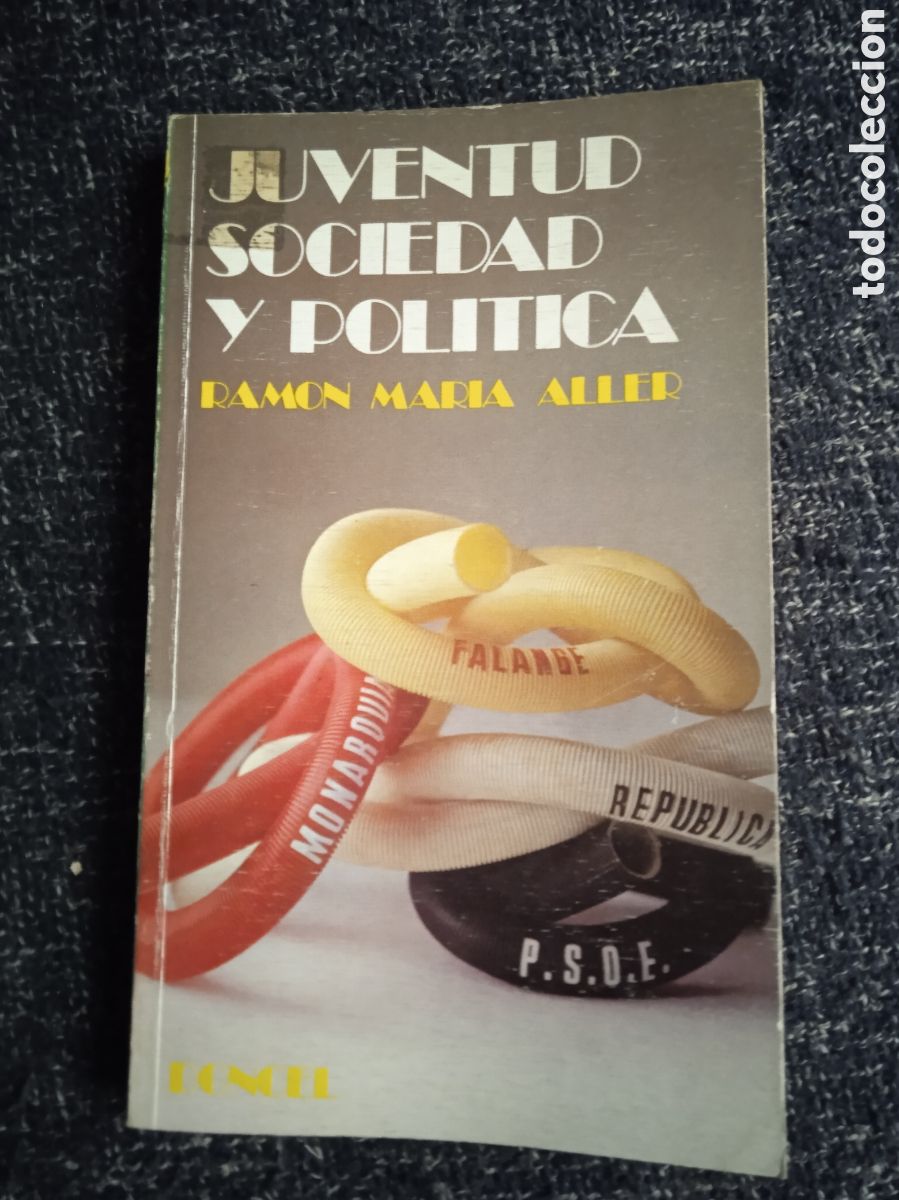 JUVENTUD
SOCIEDAD
Y POLITICA
RAMON MARIA ALLER
FALANGE
MONARQUIA
REPUBLICA
P.S.O.E.
DONCEL
todocoleccion